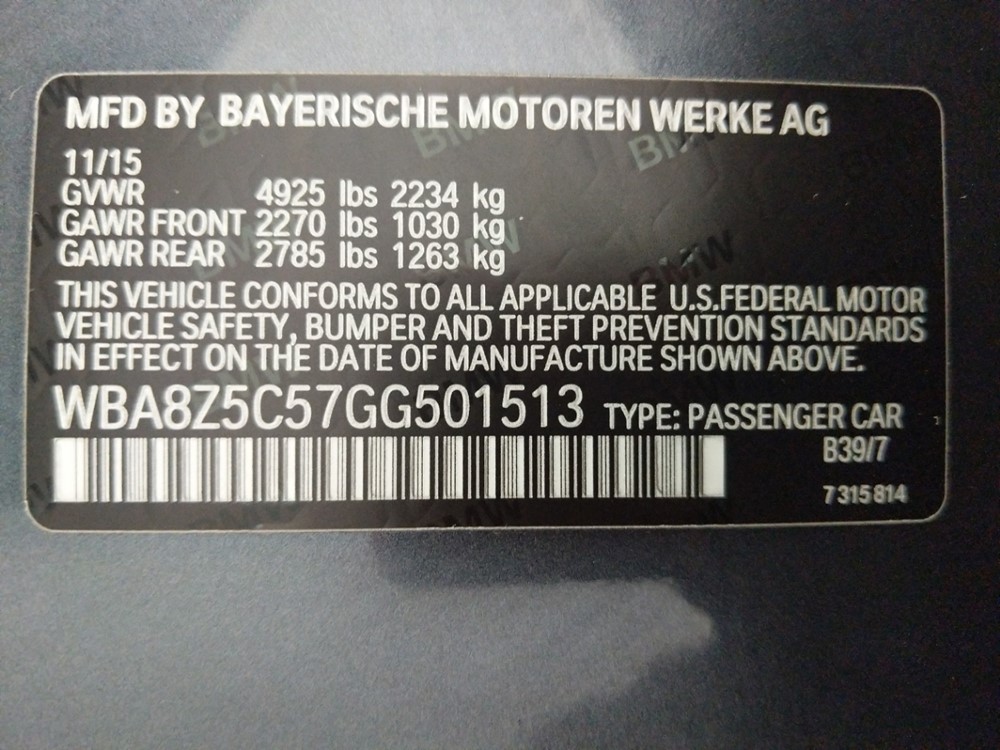 MFD BY BAYERISCHE MOTOREN WERKE AG
11/15
GVWR 4925 lbs 2234 kg
GAWR FRONT 2270 lbs 1030 kg
GAWR REAR 2785 lbs 1263 kg
THIS VEHICLE CONFORMS TO ALL APPLICABLE U.S.FEDERAL MOTOR
VEHICLE SAFETY, BUMPER AND THEFT PREVENTION STANDARDS
IN EFFECT ON THE DATE OF MANUFACTURE SHOWN ABOVE.
WBA8Z5C57GG501513 TYPE: PASSENGER CAR
B39/7
7 315 814